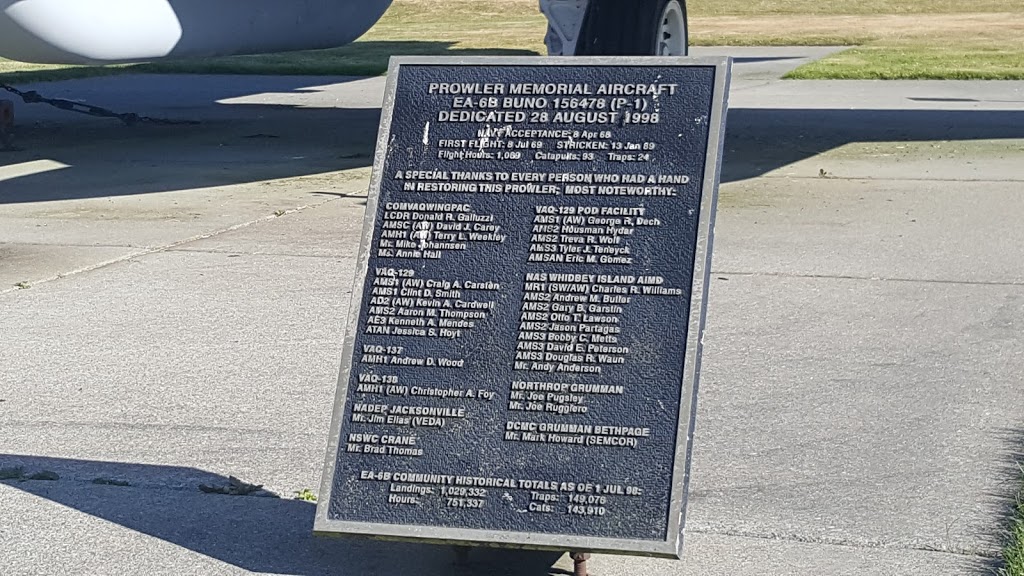 PROWLER MEMORIAL AIRCRAFT
EA-6B BUNO 156478 (P-1)
DEDICATED 28 AUGUST 1998
NAVY ACCEPTANCE: 8 Apr 68
FIRST FLIGHT: 8 Jul 69 STRICKEN: 13 Jan 89
Flight Hours: 1,069 Catapults: 93 Traps: 24
A SPECIAL THANKS TO EVERY PERSON WHO HAD A HAND
IN RESTORING THIS PROWLER; MOST NOTEWORTHY:
COMVAQWINGPAC
LCDR Donald R. Galluzzi
AMSC (AW) David J. Carey
AMH1 (AW) Terry L. Weekley
Mr. Mike Johannsen
Ms. Annie Hall
VAQ-129
AMS1 (AW) Craig A. Carsten
AMS1 Clint D. Smith
AD2 (AW) Kevin A. Cardwell
AMS2 Aaron M. Thompson
AE3 Kenneth A. Mendes
ATAN Jessica S. Hoyt
VAQ-137
AMH1 Andrew D. Wood
VAQ-138
AMH1 (AW) Christopher A. Foy
NADEP JACKSONVILLE
Mr. Jim Elias (VEDA)
NSWC CRANE
Mr. Brad Thomas
VAQ-129 POD FACILITY
AMS1 (AW) George R. Dech
AMS2 Housman Hydar
AMS2 Treva R. Wolf
AMS3 Tyler J. Teneyck
AMSAN Eric M. Gomez
NAS WHIDBEY ISLAND AIMD
MR1 (SW/AW) Charles R. Williams
AMS2 Andrew M. Butler
AMS2 Gary B. Garstin
AMS2 Otto T. Lawson
AMS2 Jason Partagas
AMS3 Bobby C. Metts
AMS3 David E. Peterson
AMS3 Douglas R. Waun
Mr. Andy Anderson
NORTHROP GRUMMAN
Mr. Joe Pugsley
Mr. Joe Ruggiero
DCMC GRUMMAN BETHPAGE
Mr. Mark Howard (SEMCOR)
EA-6B COMMUNITY HISTORICAL TOTALS AS OF 1 JUL 98:
Landings: 1,029,332 Traps: 149,076
Hours: 751,337 Cats: 143,910